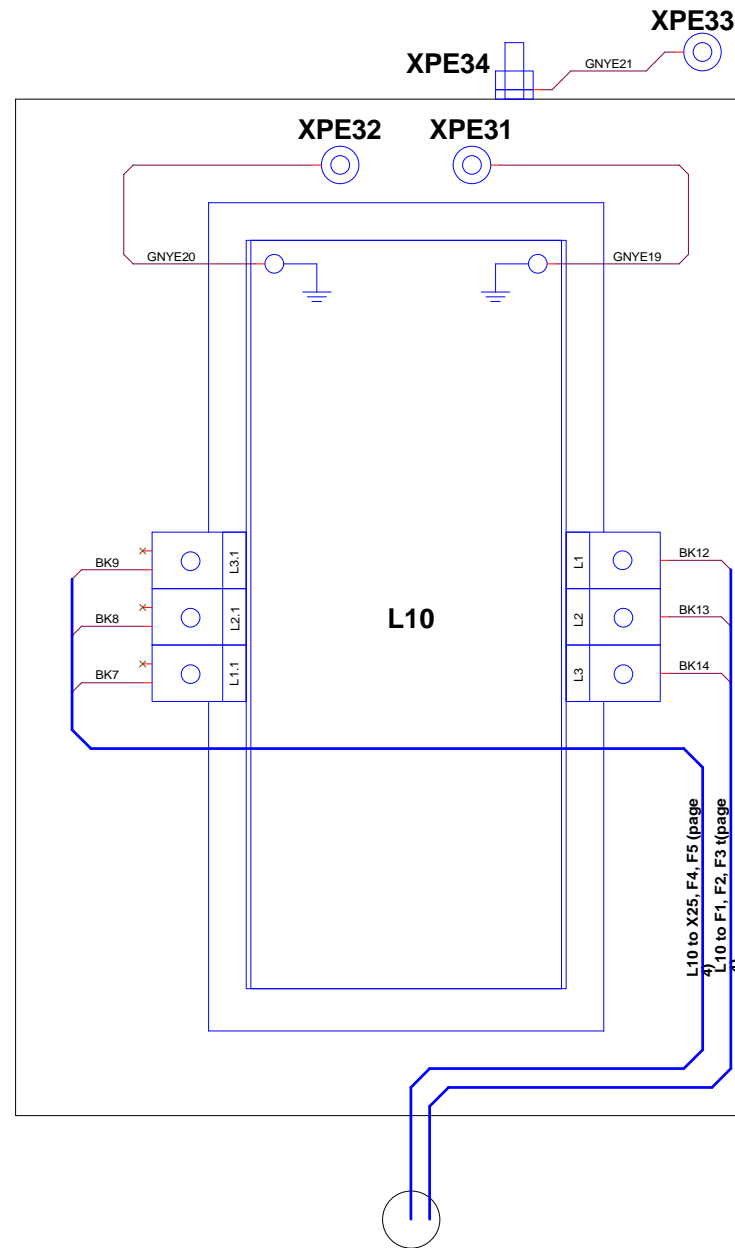 XPE33
XPE34
GNYE21
XPE32
XPE31
GNYE20
GNYE19
BK9
L3.1
L1
BK12
BK8
L2.1
L10
L2
BK13
BK7
L1.1
L3
BK14
L10 to X25, F4, F5 (page
4)
L10 to F1, F2, F3 t(page